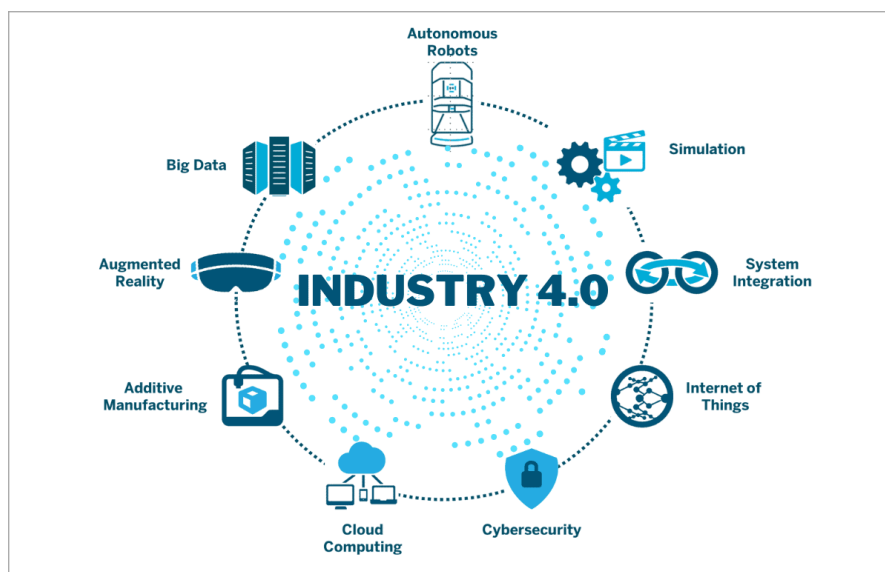 Autonomous
Robots
Simulation
Big Data
System
Integration
Augmented
Reality
INDUSTRY 4.0
Internet of
Things
Additive
Manufacturing
Cybersecurity
Cloud
Computing